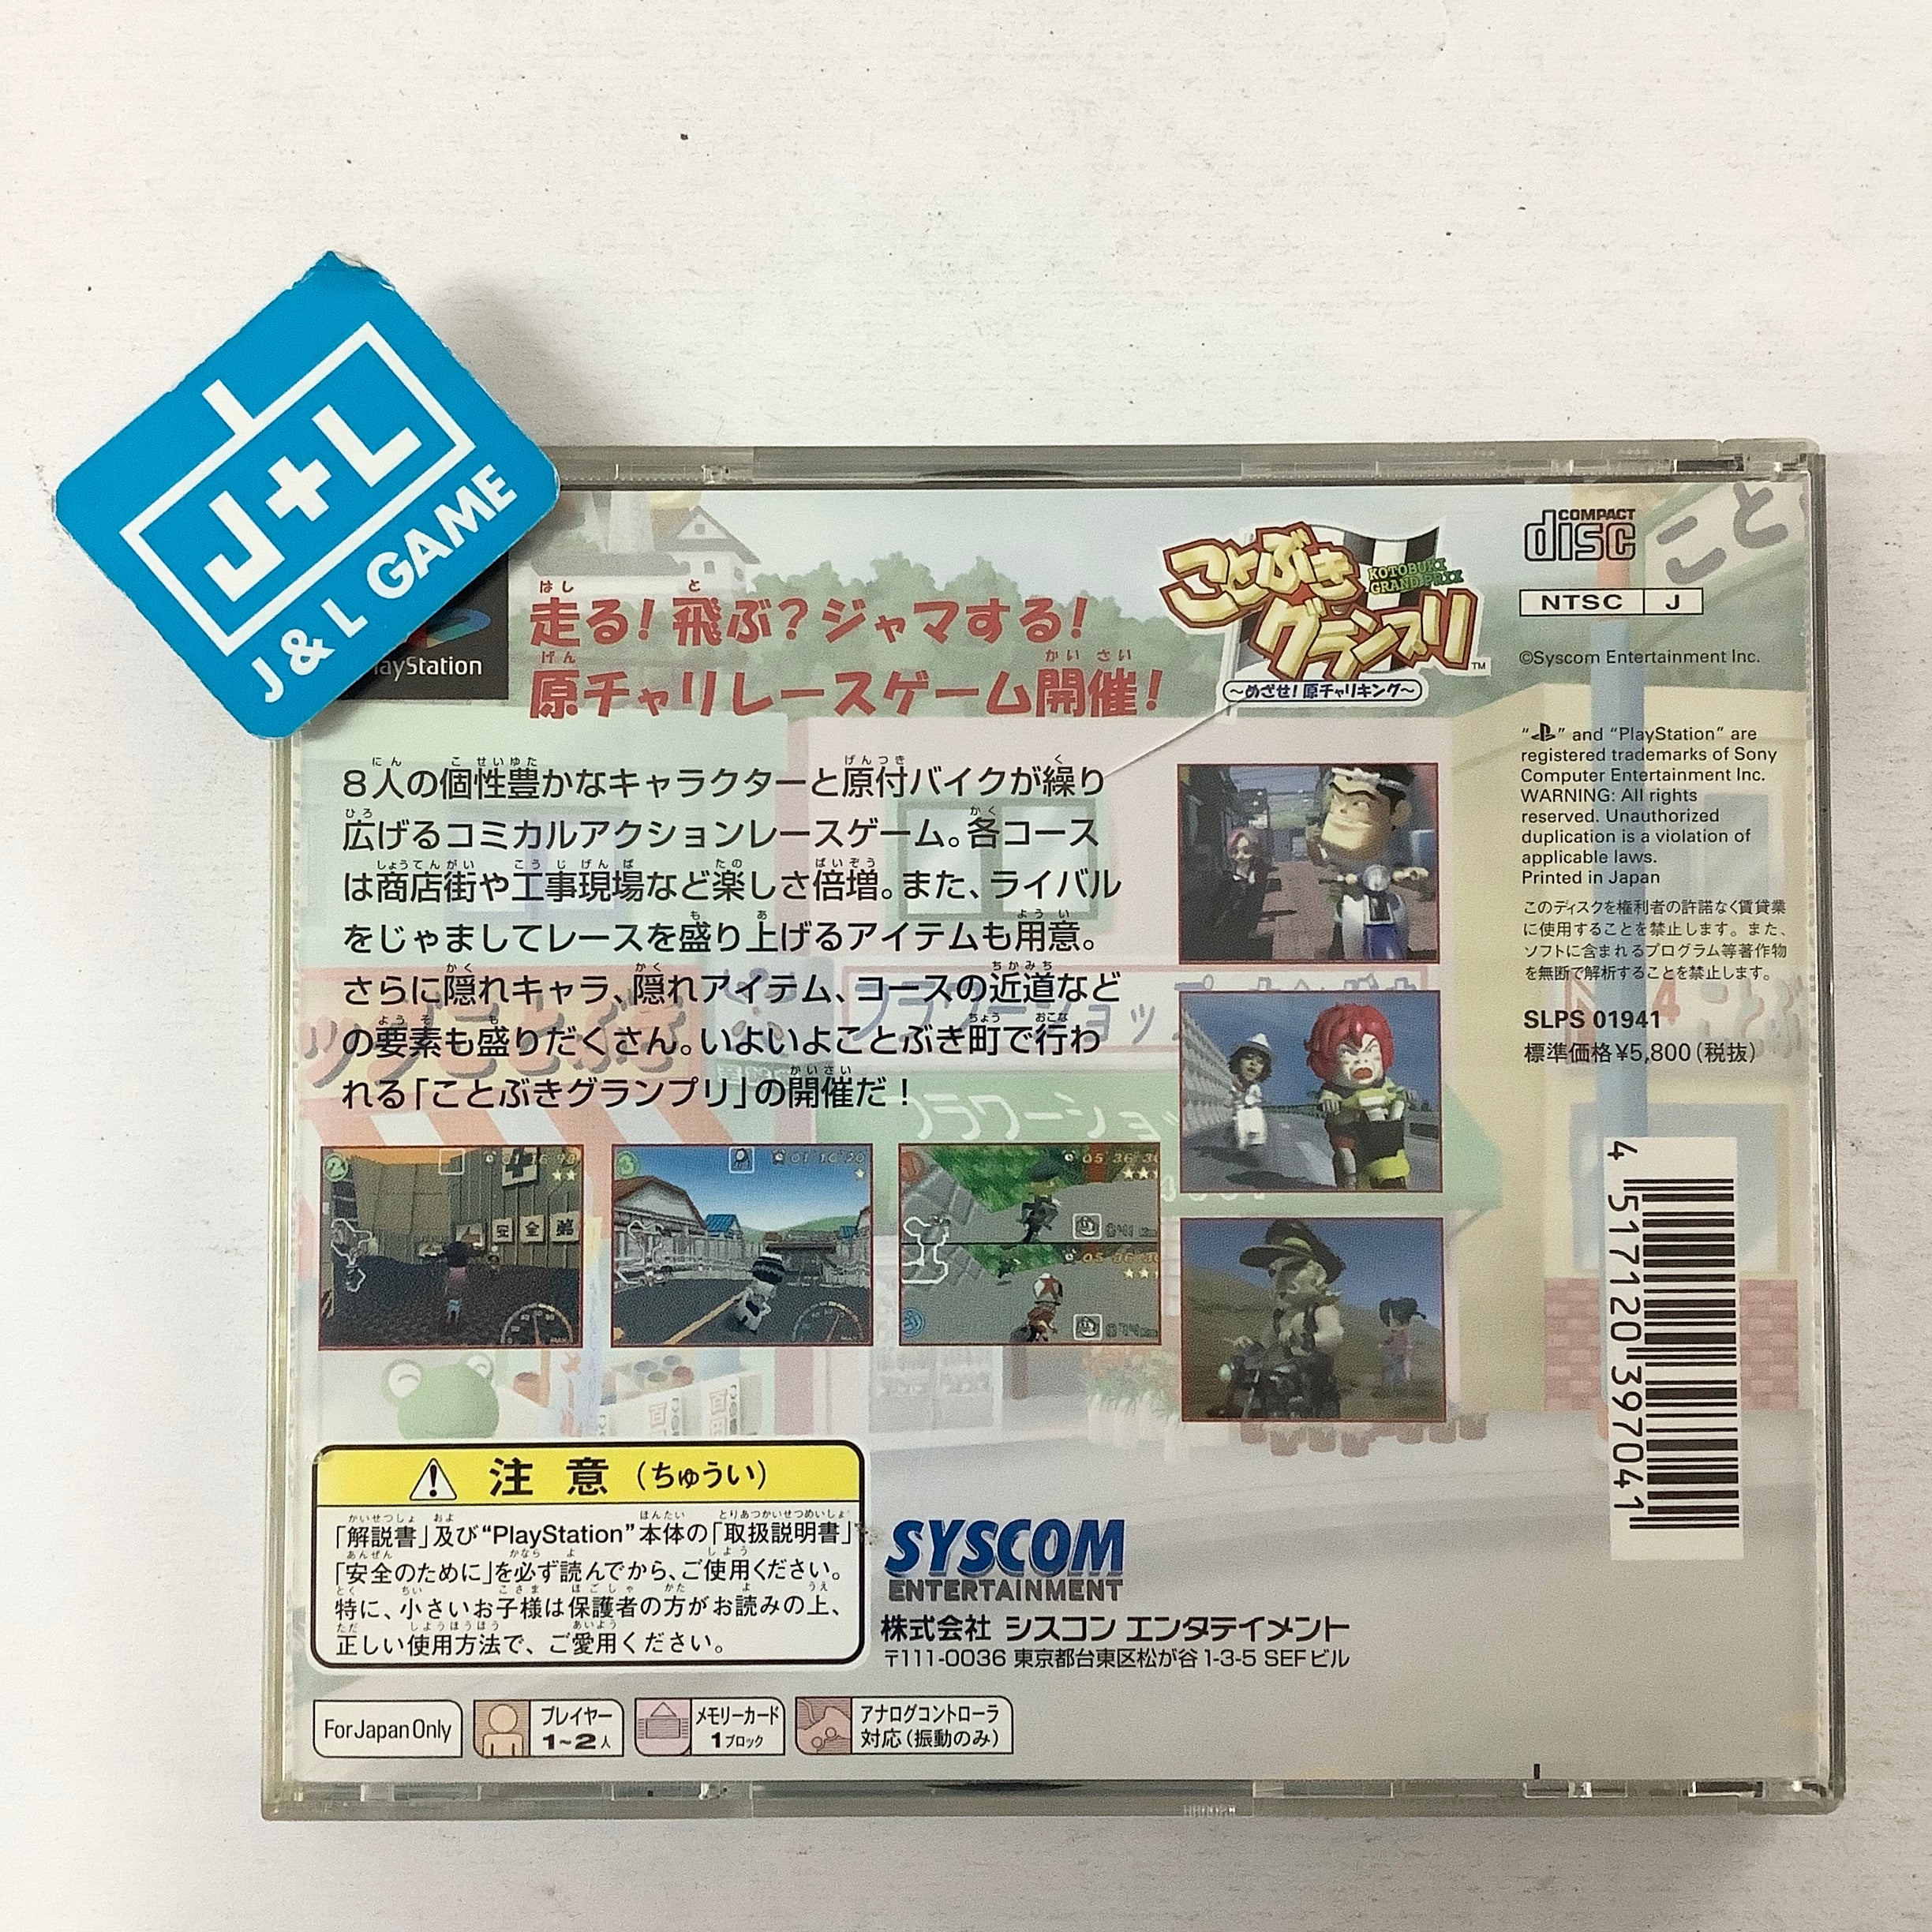 J+L
J & L GAME
PlayStation
走る！飛ぶ？ジャマする！
原チャリレースゲーム開催！
ことぶき
グランプリ
KOTOBUKI
GRAND PRIX
TM
～めざせ！原チャリキング～
COMPACT
disc
NTSC J
©Syscom Entertainment Inc.
8人の個性豊かなキャラクターと原付バイクが繰り
広げるコミカルアクションレースゲーム。各コース
は商店街や工事現場など楽しさ倍増。また、ライバル
をじゃましてレースを盛り上げるアイテムも用意。
さらに隠れキャラ、隠れアイテム、コースの近道など
の要素も盛りだくさん。いよいよことぶき町で行わ
れる「ことぶきグランプリ」の開催だ！
“PS” and “PlayStation” are
registered trademarks of Sony
Computer Entertainment Inc.
WARNING: All rights
reserved. Unauthorized
duplication is a violation of
applicable laws.
Printed in Japan
このディスクを権利者の許諾なく賃貸業
に使用することを禁止します。また、
ソフトに含まれるプログラム等著作物
を無断で解析することを禁止します。
SLPS 01941
標準価格¥5,800（税抜）
4 517120 397041
注意（ちゅうい）
「解説書」及び“PlayStation”本体の「取扱説明書」
「安全のために」を必ず読んでから、ご使用ください。
特に、小さいお子様は保護者の方がお読みの上、
正しい使用方法で、ご愛用ください。
SYSCOM
ENTERTAINMENT
株式会社 シスコン エンタテイメント
〒111-0036 東京都台東区松が谷1-3-5 SEFビル
For Japan Only
プレイヤー
1~2人
メモリーカード
1ブロック
アナログコントローラ
対応（振動のみ）